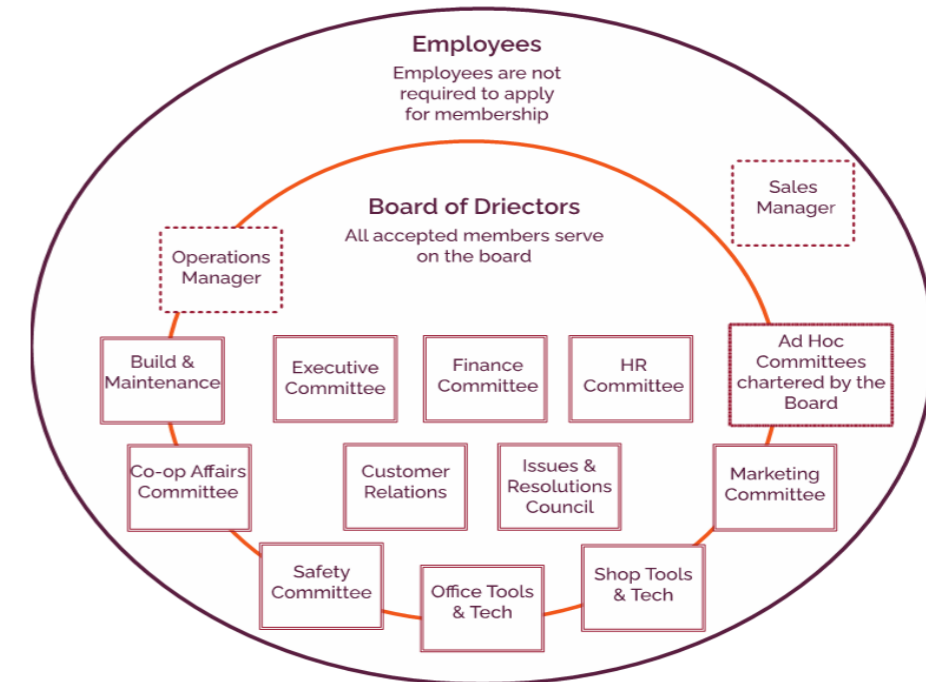 Employees
Employees are not
required to apply
for membership
Sales
Manager
Board of Driectors
All accepted members serve
on the board
Operations
Manager
Build &
Maintenance
Executive
Committee
Finance
Committee
HR
Committee
Ad Hoc
Committees
chartered by the
Board
Co-op Affairs
Committee
Customer
Relations
Issues &
Resolutions
Council
Marketing
Committee
Safety
Committee
Office Tools
& Tech
Shop Tools
& Tech